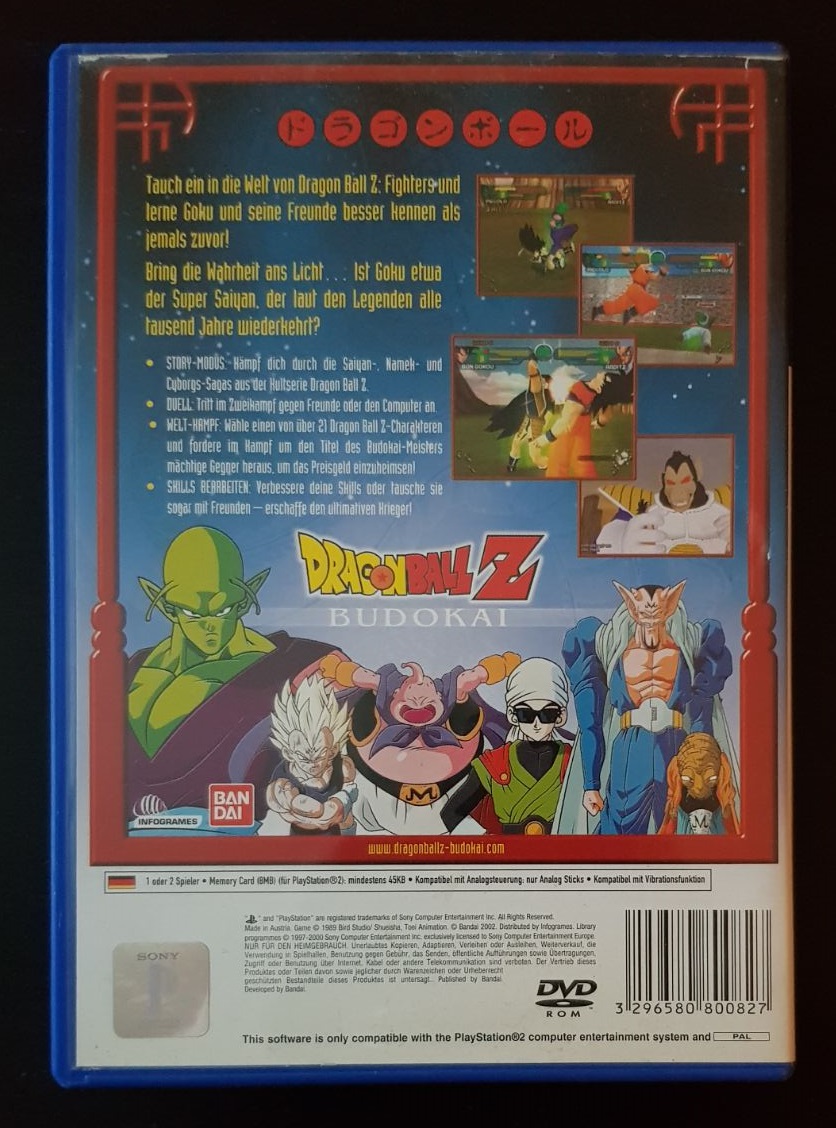 ドラゴンボール
Tauch ein in die Welt von Dragon Ball Z: Fighters und
lerne Goku und seine Freunde besser kennen als
jemals zuvor!
Bring die Wahrheit ans Licht... Ist Goku etwa
der Super Saiyan, der laut den Legenden alle
tausend Jahre wiederkehrt?
• STORY-MODUS: Kämpf dich durch die Saiyan-, Namek- und
Cyborgs-Sagas aus der Kultserie Dragon Ball Z.
• DUELL: Tritt im Zweikampf gegen Freunde oder den Computer an.
• WELT-KAMPF: Wähle einen von über 21 Dragon Ball Z-Charakteren
und fordere im Kampf um den Titel des Budokai-Meisters
mächtige Gegner heraus, um das Preisgeld einzuheimsen!
• SKILLS BEARBEITEN: Verbessere deine Skills oder tausche sie
sogar mit Freunden — erschaffe den ultimativen Krieger!
PICCOLO
PICCOLO SON GOKOU
SON GOKOU RADITZ
DRAGONBALL Z
BUDOKAI
M
M
INFOGRAMES
BAN
DAI
www.dragonballz-budokai.com
1 oder 2 Spieler • Memory Card (8MB) (für PlayStation®2): mindestens 45KB • Kompatibel mit Analogsteuerung: nur Analog Sticks • Kompatibel mit Vibrationsfunktion
" " and "PlayStation" are registered trademarks of Sony Computer Entertainment Inc. All Rights Reserved.
Made in Austria. Game © 1989 Bird Studio/ Shueisha, Toei Animation. © Bandai 2002. Distributed by Infogrames. Library
programmes © 1997-2000 Sony Computer Entertainment Inc. exclusively licensed to Sony Computer Entertainment Europe.
NUR FÜR DEN HEIMGEBRAUCH. Unerlaubtes Kopieren, Adaptieren, Verleihen oder Ausleihen, Weiterverkauf, die
Verwendung in Spielhallen, Benutzung gegen Gebühr, das Senden, öffentliche Aufführungen sowie Übertragungen,
Zugriff oder Benutzung über Internet, Kabel oder andere Telekommunikation sind verboten. Der Vertrieb dieses
Produktes oder Teilen davon sowie jeglicher durch Warenzeichen oder Urheberrecht
geschützten Bestandteile dieses Produktes ist untersagt. Published by Bandai.
Developed by Bandai.
SONY
DVD
ROM
3 296580 800827
This software is only compatible with the PlayStation®2 computer entertainment system and PAL